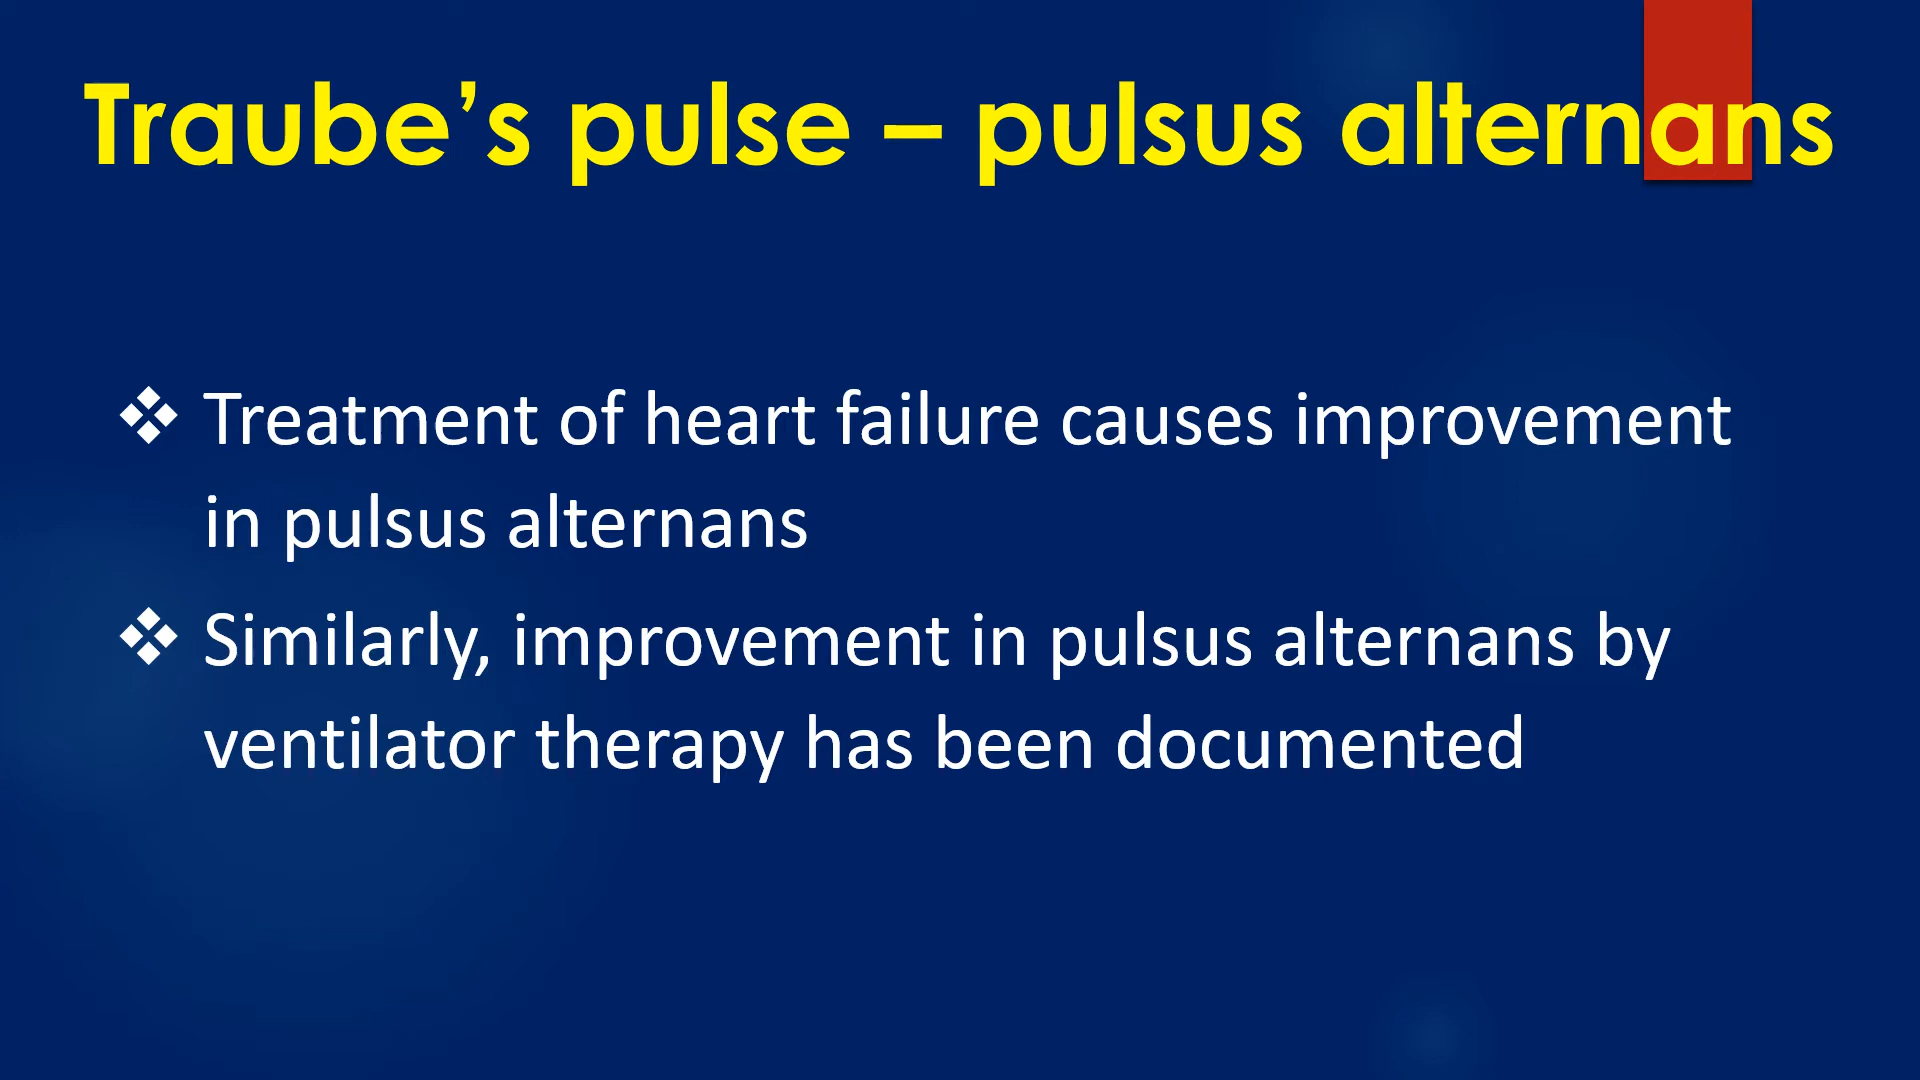 Traube’s pulse – pulsus alternans
❖ Treatment of heart failure causes improvement
in pulsus alternans
❖ Similarly, improvement in pulsus alternans by
ventilator therapy has been documented